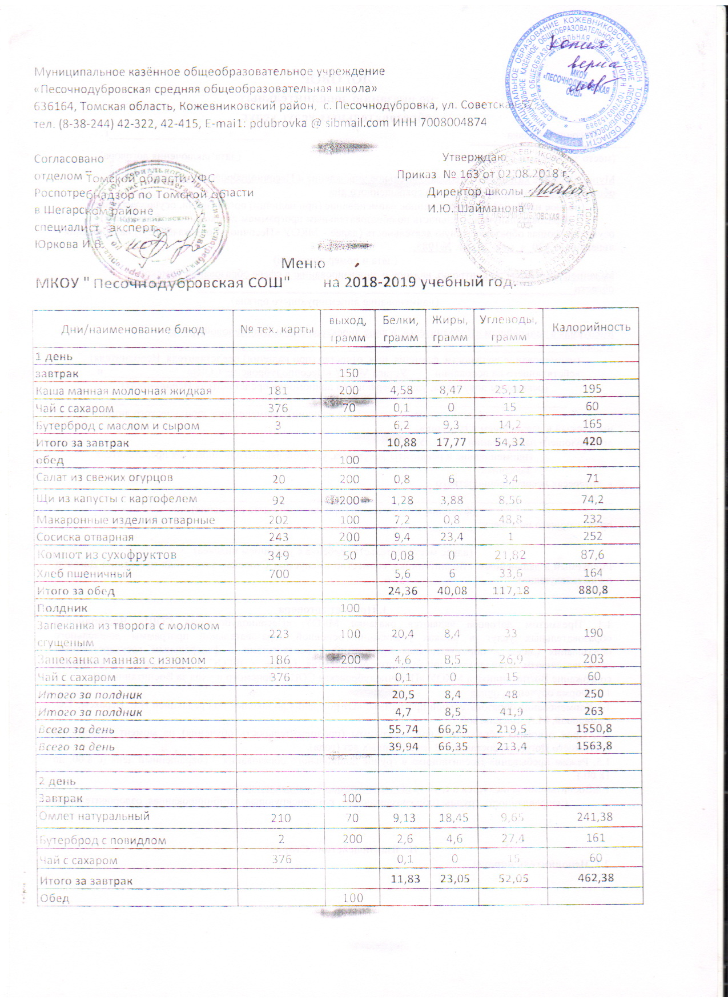 Муниципальное казённое общеобразовательное учреждение
«Песочнодубровская средняя общеобразовательная школа»
636164, Томская область, Кожевниковский район, с. Песочнодубровка, ул. Советская
тел. (8-38-244) 42-322, 42-415, E-mai1: pdubrovka @ sibmail.com ИНН 7008004874
МУНИЦИПАЛЬНОЕ ОБРАЗОВАНИЕ КОЖЕВНИКОВСКИЙ РАЙОН ТОМСКОЙ ОБЛАСТИ
МКОУ
«ПЕСОЧНОДУБРОВСКАЯ
СОШ»
Копия
верна
Согласовано
отделом Томской области УФС
Роспотребнадзор по Томской области
в Шегарском районе
специалист - эксперт
Юркова И.В.
Утверждаю
Приказ № 163 от 02.08.2018 г
Директор школы
И.Ю. Шайманова
Меню
МКОУ " Песочнодубровская СОШ" на 2018-2019 учебный год.
Дни/наименование блюд № тех. карты выход, грамм Белки, грамм Жиры, грамм Углеводы, грамм Калорийность
1 день
завтрак 150
Каша манная молочная жидкая 181 200 4,58 8,47 25,12 195
Чай с сахаром 376 70 0,1 0 15 60
Бутерброд с маслом и сыром 3 6,2 9,3 14,2 165
Итого за завтрак 10,88 17,77 54,32 420
обед 100
Салат из свежих огурцов 20 200 0,8 6 3,4 71
Щи из капусты с картофелем 92 200 1,28 3,88 8,56 74,2
Макаронные изделия отварные 202 100 7,2 0,8 48,8 232
Сосиска отварная 243 200 9,4 23,4 1 252
Компот из сухофруктов 349 50 0,08 0 21,82 87,6
Хлеб пшеничный 700 5,6 6 33,6 164
Итого за обед 24,36 40,08 117,18 880,8
Полдник 100
Запеканка из творога с молоком
сгущеным 223 100 20,4 8,4 33 190
Запеканка манная с изюмом 186 200 4,6 8,5 26,9 203
Чай с сахаром 376 0,1 0 15 60
Итого за полдник 20,5 8,4 48 250
Итого за полдник 4,7 8,5 41,9 263
Всего за день 55,74 66,25 219,5 1550,8
Всего за день 39,94 66,35 213,4 1563,8
2 день
Завтрак 100
Омлет натуральный 210 70 9,13 18,45 9,65 241,38
Бутерброд с повидлом 2 200 2,6 4,6 27,4 161
Чай с сахаром 376 0,1 0 15 60
Итого за завтрак 11,83 23,05 52,05 462,38
Обед 100